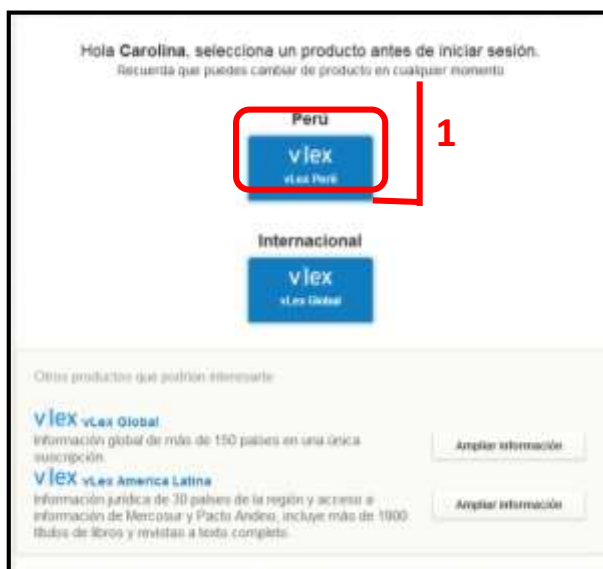 Hola Carolina, selecciona un producto antes de iniciar sesión.
Recuerda que puedes cambiar de producto en cualquier momento
Perú
1
vlex
vLex Perú
Internacional
vlex
vLex Global
Otros productos que podrían interesarte
vlex vLex Global
Información global de más de 150 países en una única
suscripción.
Ampliar información
vlex vLex America Latina
Información jurídica de 30 países de la región y acceso a
información de Mercosur y Pacto Andino, incluye más de 1900
títulos de libros y revistas a texto completo.
Ampliar información